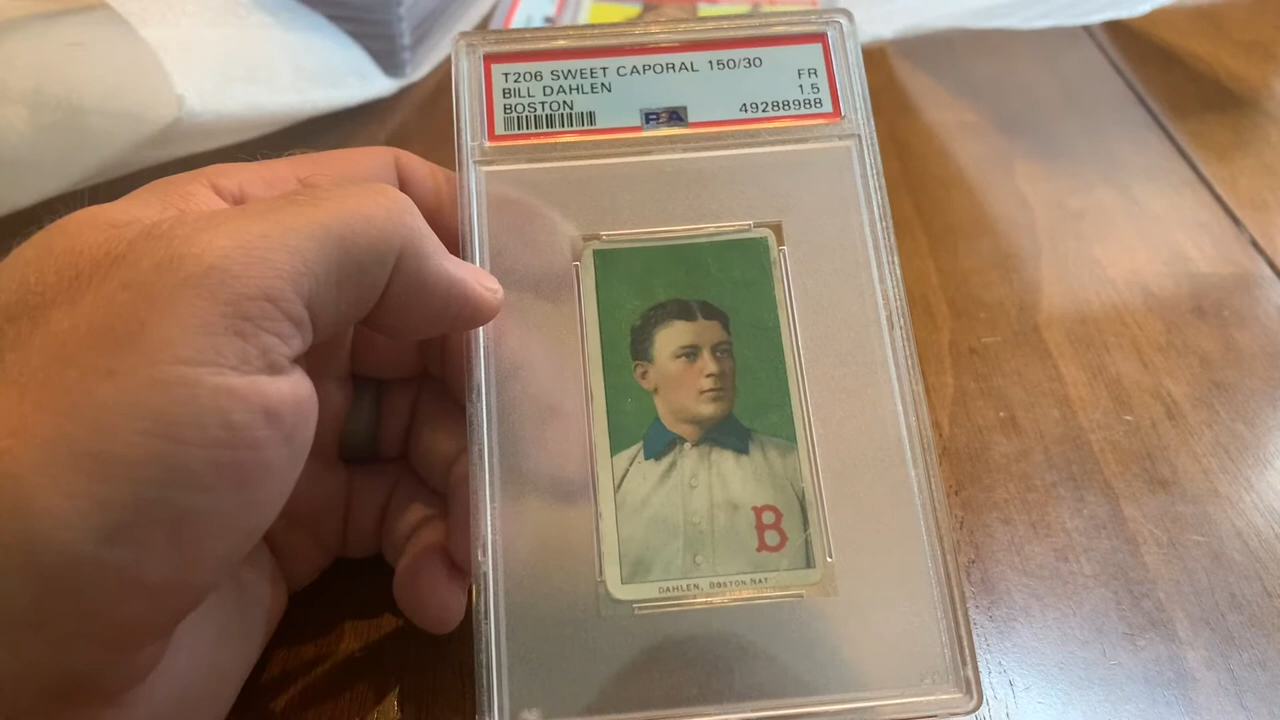 T206 SWEET CAPORAL 150/30
BILL DAHLEN FR
BOSTON 1.5
PSA 49288988
B
DAHLEN, BOSTON NAT'L